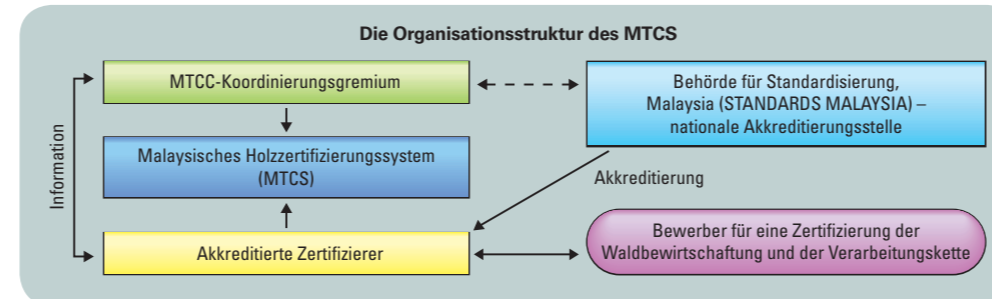 Die Organisationsstruktur des MTCS
MTCC-Koordinierungsgremium
Behörde für Standardisierung,
Malaysia (STANDARDS MALAYSIA) –
nationale Akkreditierungsstelle
Information
Malaysisches Holzzertifizierungssystem
(MTCS)
Akkreditierung
Akkreditierte Zertifizierer
Bewerber für eine Zertifizierung der
Waldbewirtschaftung und der Verarbeitungskette